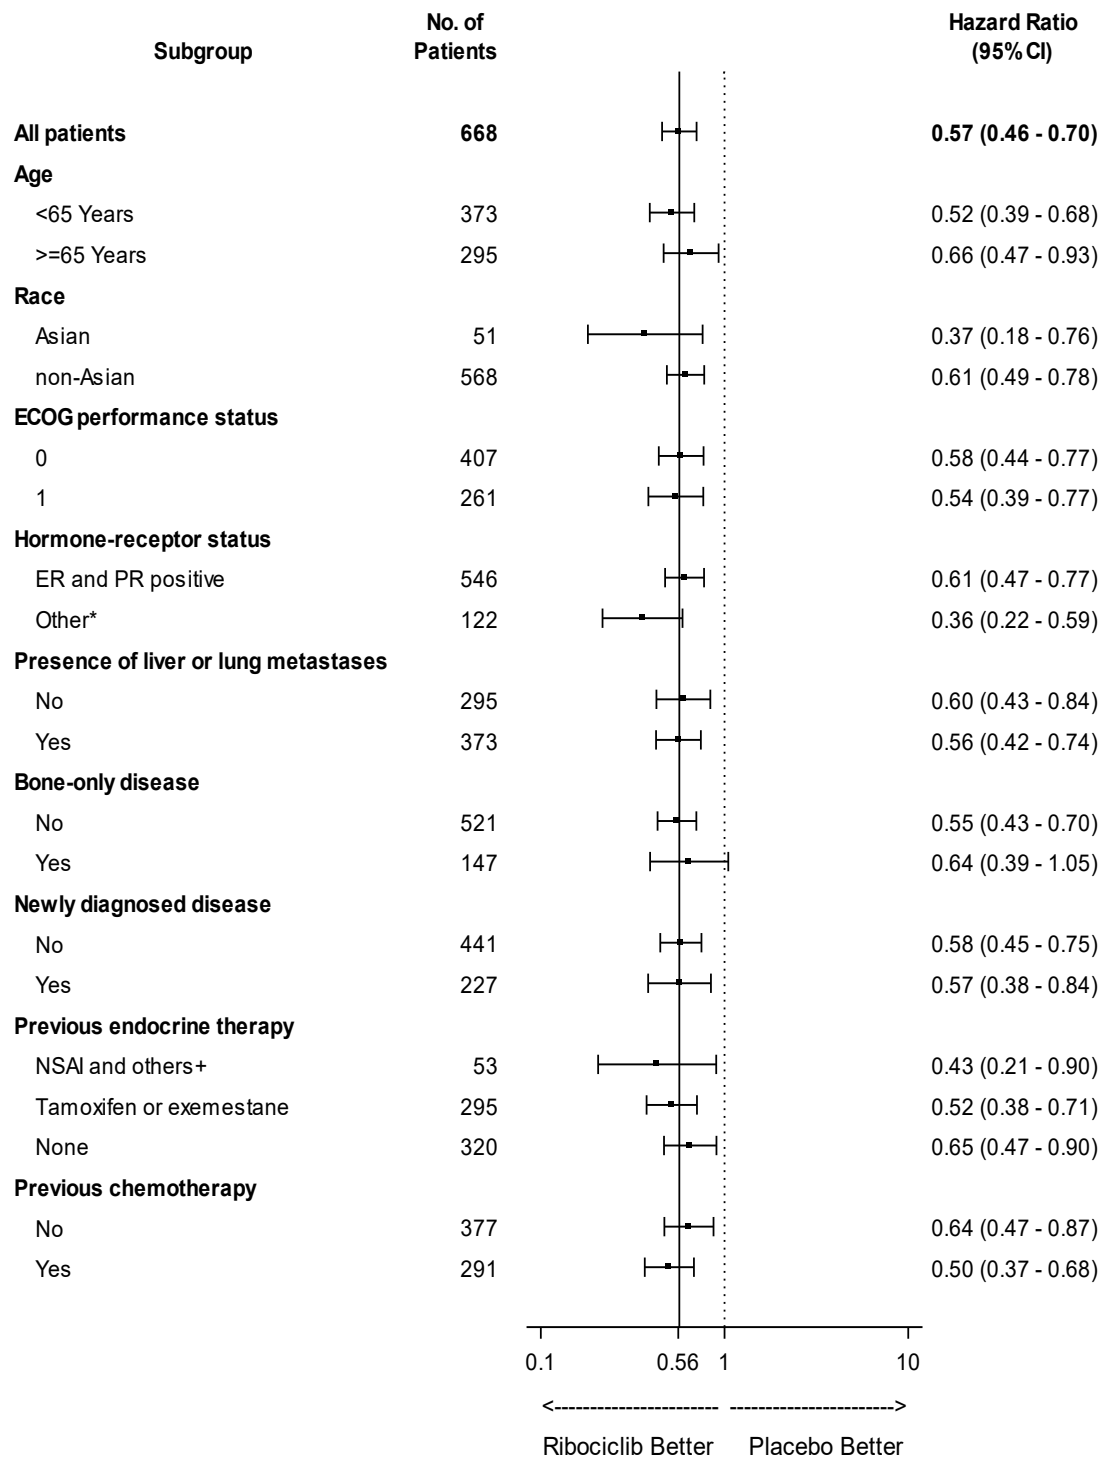 Subgroup No. of Patients Hazard Ratio (95% CI)
All patients 668 0.57 (0.46 - 0.70)
Age
<65 Years 373 0.52 (0.39 - 0.68)
>=65 Years 295 0.66 (0.47 - 0.93)
Race
Asian 51 0.37 (0.18 - 0.76)
non-Asian 568 0.61 (0.49 - 0.78)
ECOG performance status
0 407 0.58 (0.44 - 0.77)
1 261 0.54 (0.39 - 0.77)
Hormone-receptor status
ER and PR positive 546 0.61 (0.47 - 0.77)
Other* 122 0.36 (0.22 - 0.59)
Presence of liver or lung metastases
No 295 0.60 (0.43 - 0.84)
Yes 373 0.56 (0.42 - 0.74)
Bone-only disease
No 521 0.55 (0.43 - 0.70)
Yes 147 0.64 (0.39 - 1.05)
Newly diagnosed disease
No 441 0.58 (0.45 - 0.75)
Yes 227 0.57 (0.38 - 0.84)
Previous endocrine therapy
NSAI and others+ 53 0.43 (0.21 - 0.90)
Tamoxifen or exemestane 295 0.52 (0.38 - 0.71)
None 320 0.65 (0.47 - 0.90)
Previous chemotherapy
No 377 0.64 (0.47 - 0.87)
Yes 291 0.50 (0.37 - 0.68)
0.1 0.56 1 10
<----------------------- ----------------------->
Ribociclib Better Placebo Better